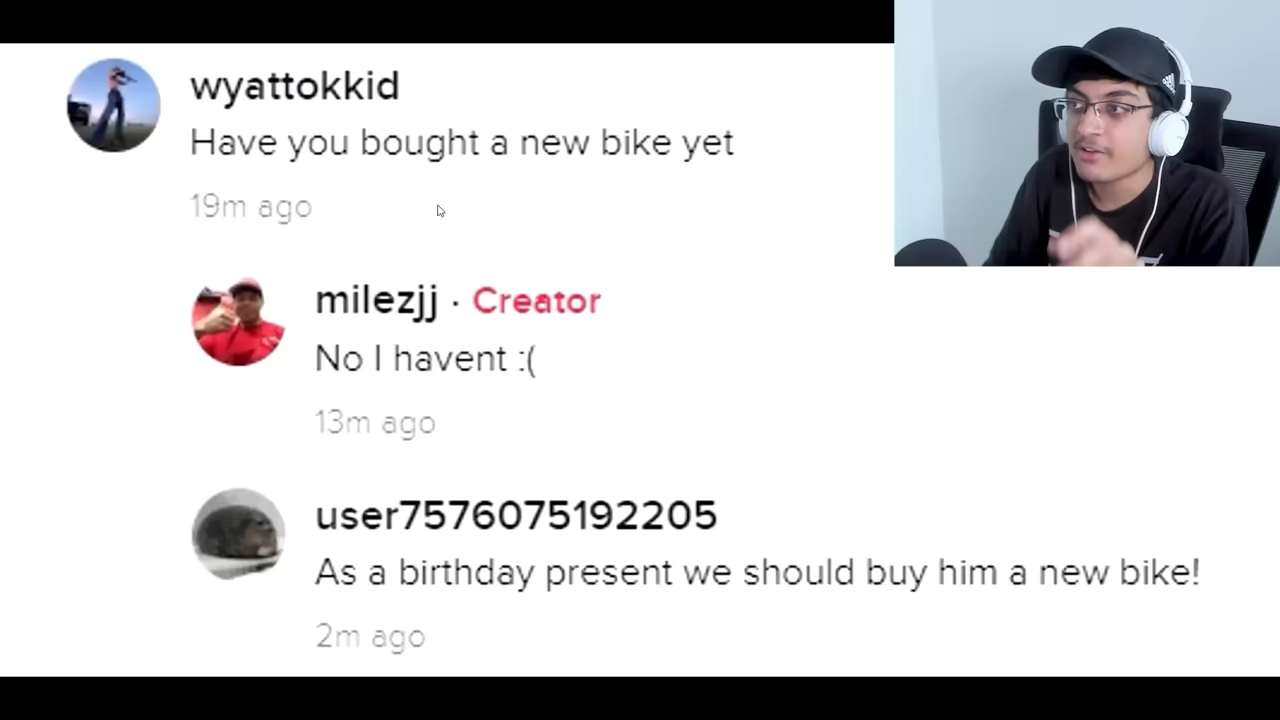 wyattokkid
Have you bought a new bike yet
19m ago
milezjj · Creator
No I havent :(
13m ago
user7576075192205
As a birthday present we should buy him a new bike!
2m ago